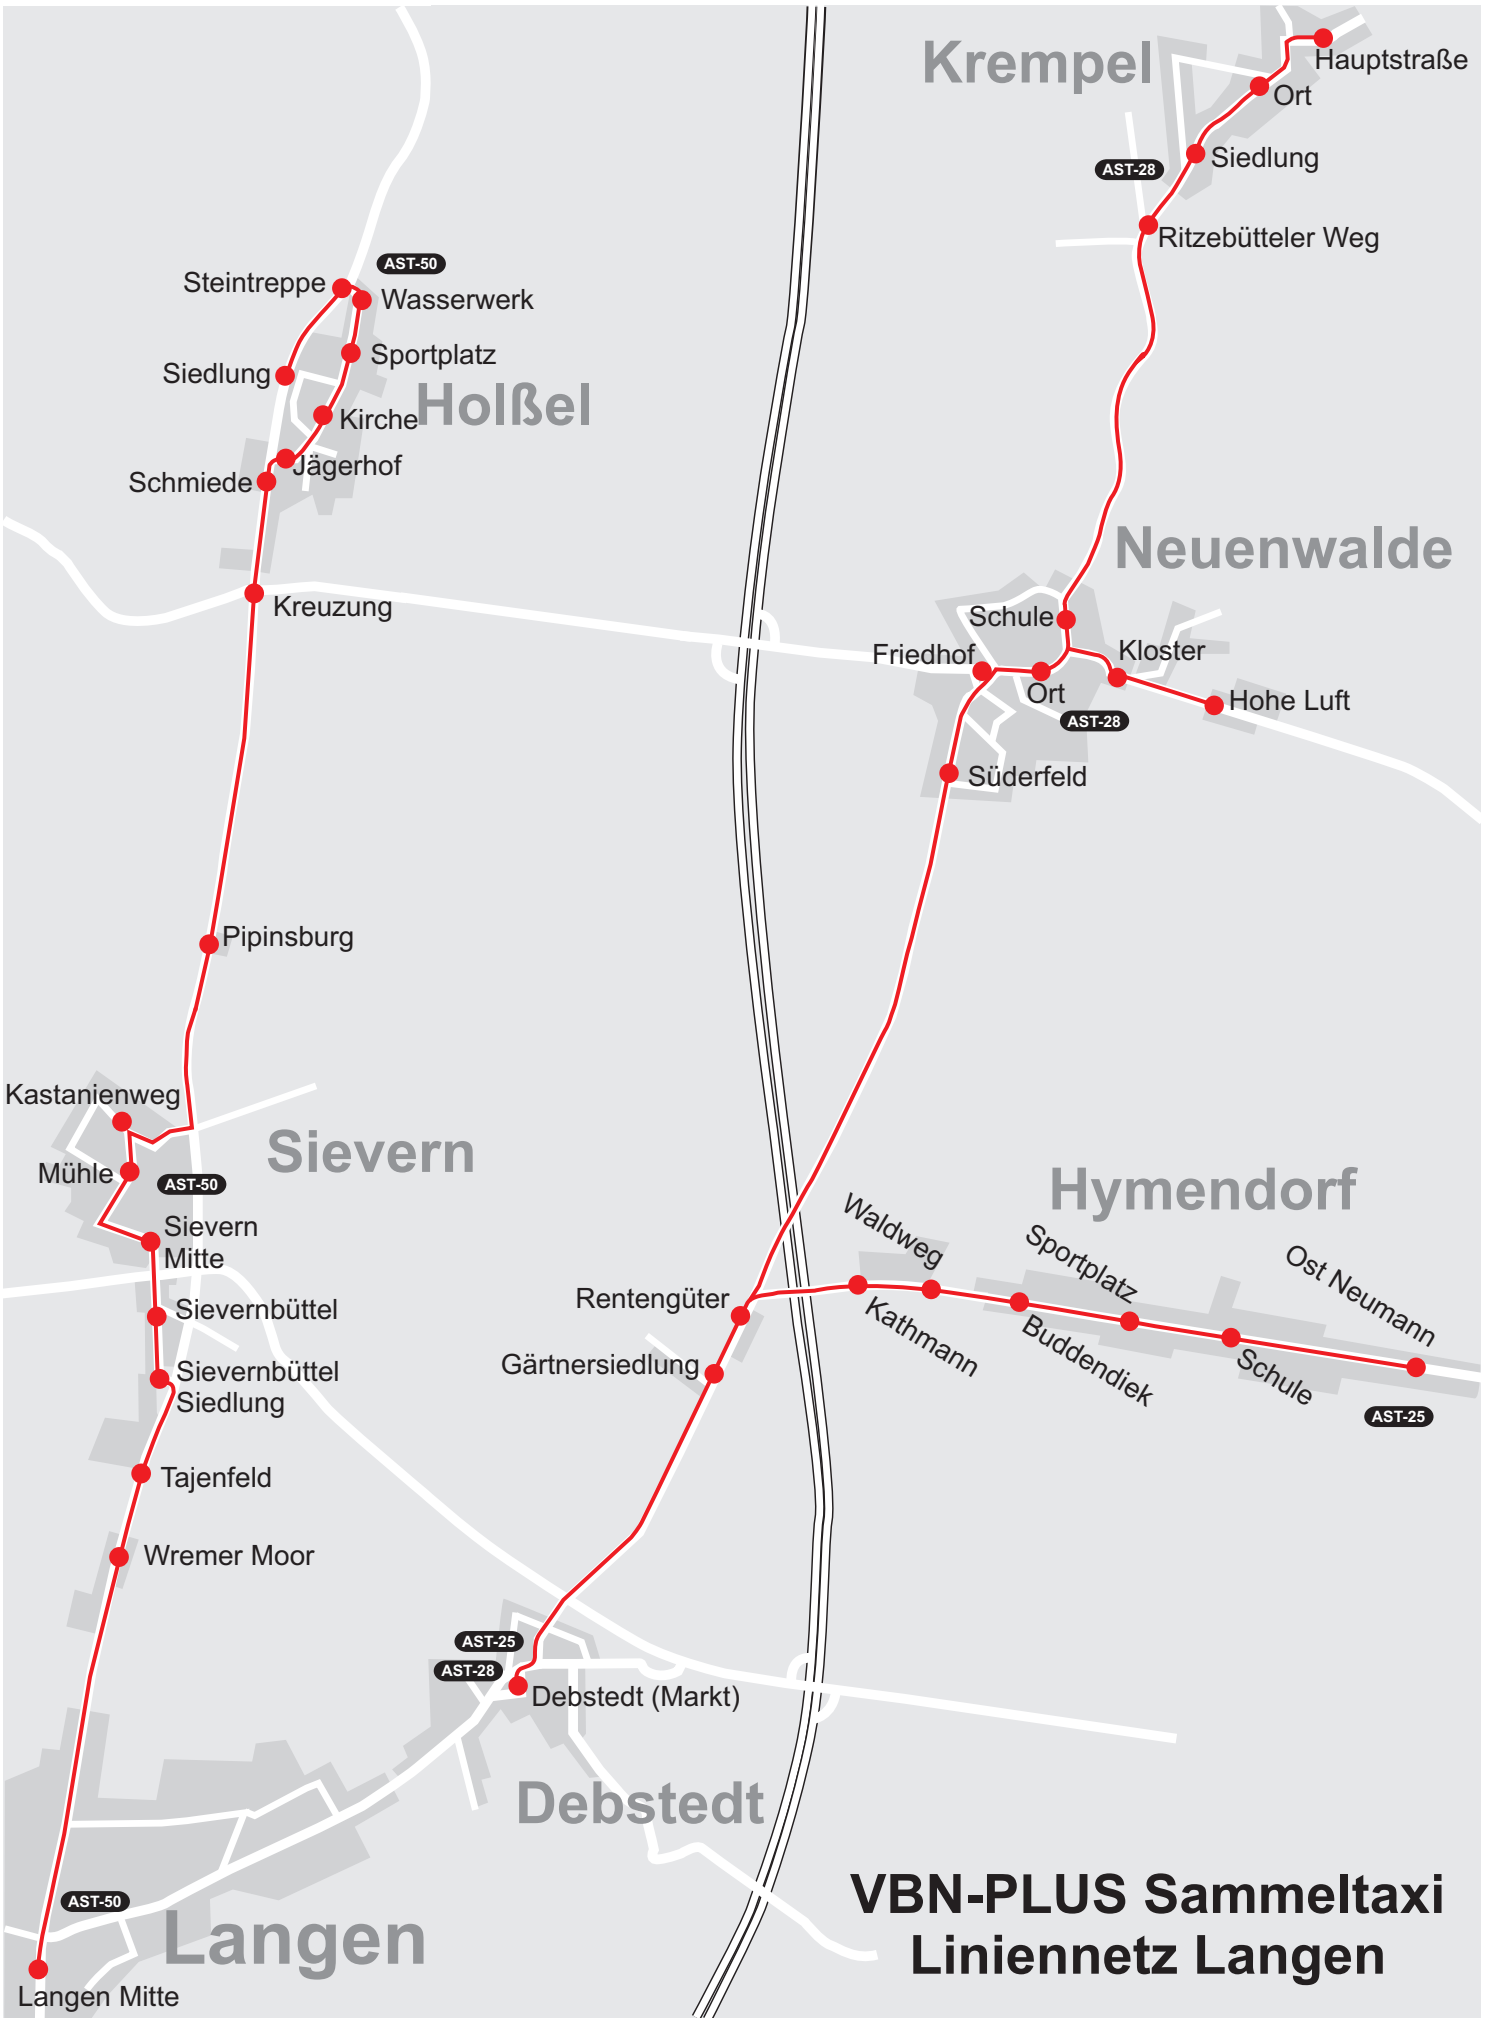 Krempel
Hauptstraße
Ort
Siedlung
AST-28
Ritzebütteler Weg
AST-50
Steintreppe
Wasserwerk
Sportplatz
Siedlung
Holßel
Kirche
Jägerhof
Schmiede
Kreuzung
Neuenwalde
Schule
Friedhof
Kloster
Ort
Hohe Luft
AST-28
Süderfeld
Pipinsburg
Kastanienweg
Sievern
Mühle
AST-50
Sievern
Mitte
Sievernbüttel
Sievernbüttel
Siedlung
Tajenfeld
Wremer Moor
Hymendorf
Waldweg
Sportplatz
Ost Neumann
Rentengüter
Kathmann
Buddendiek
Schule
Gärtnersiedlung
AST-25
AST-25
AST-28
Debstedt (Markt)
Debstedt
AST-50
Langen
Langen Mitte
VBN-PLUS Sammeltaxi
Liniennetz Langen